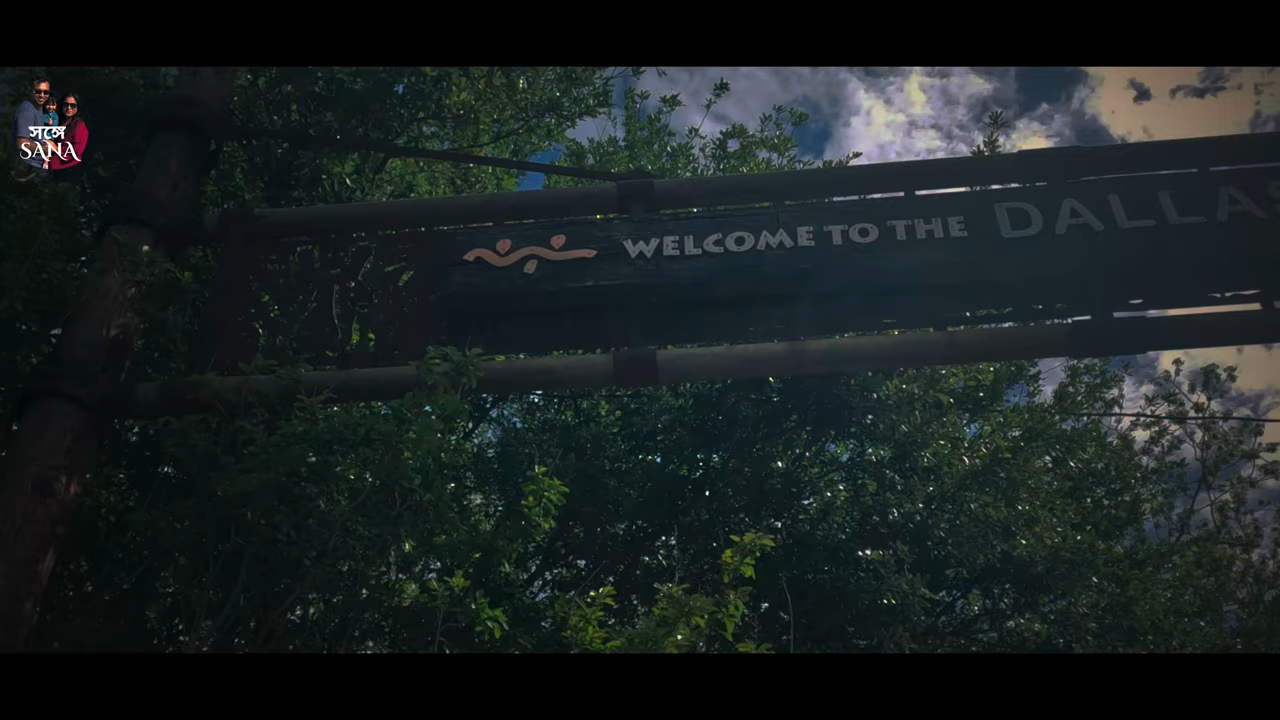 সঙ্গে
SANA
WELCOME TO THE DALLAS